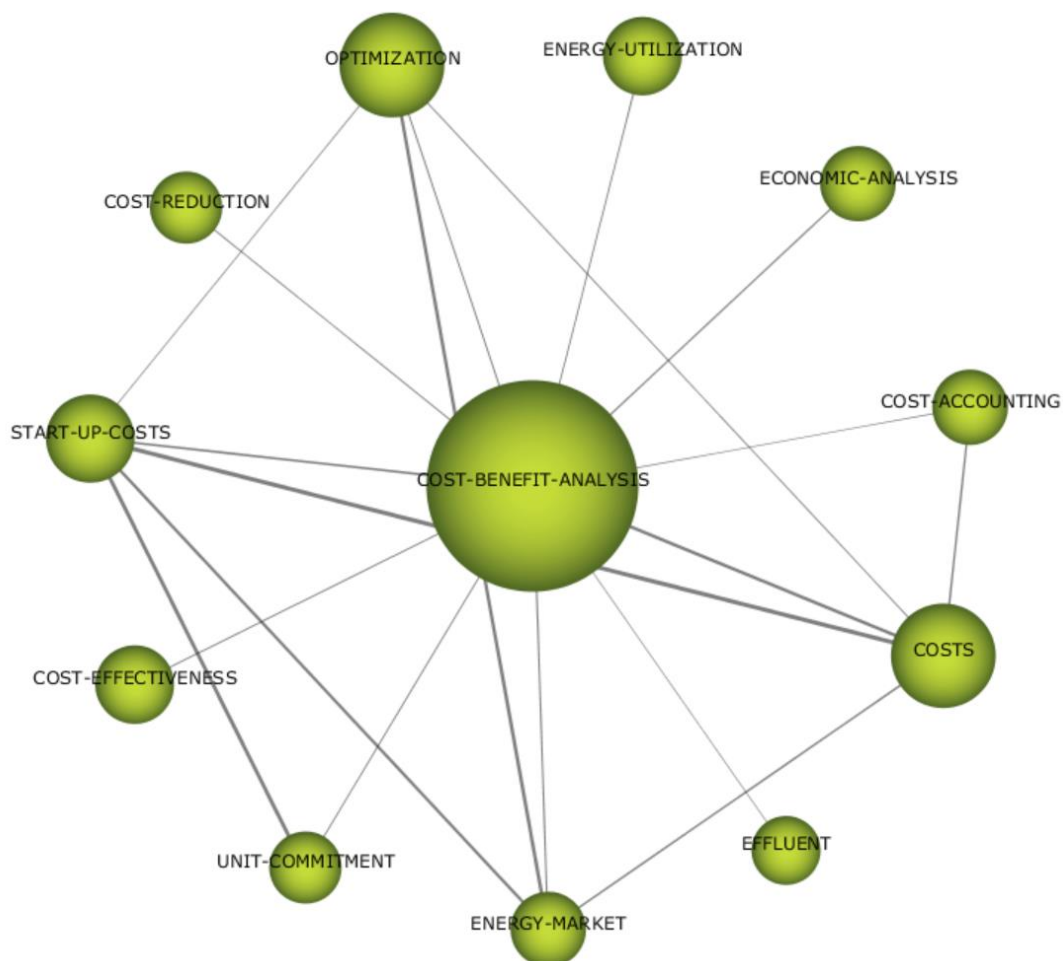 ENERGY-UTILIZATION
OPTIMIZATION
ECONOMIC-ANALYSIS
COST-REDUCTION
COST-ACCOUNTING
START-UP-COSTS
COST-BENEFIT-ANALYSIS
COSTS
COST-EFFECTIVENESS
EFFLUENT
UNIT-COMMITMENT
ENERGY-MARKET